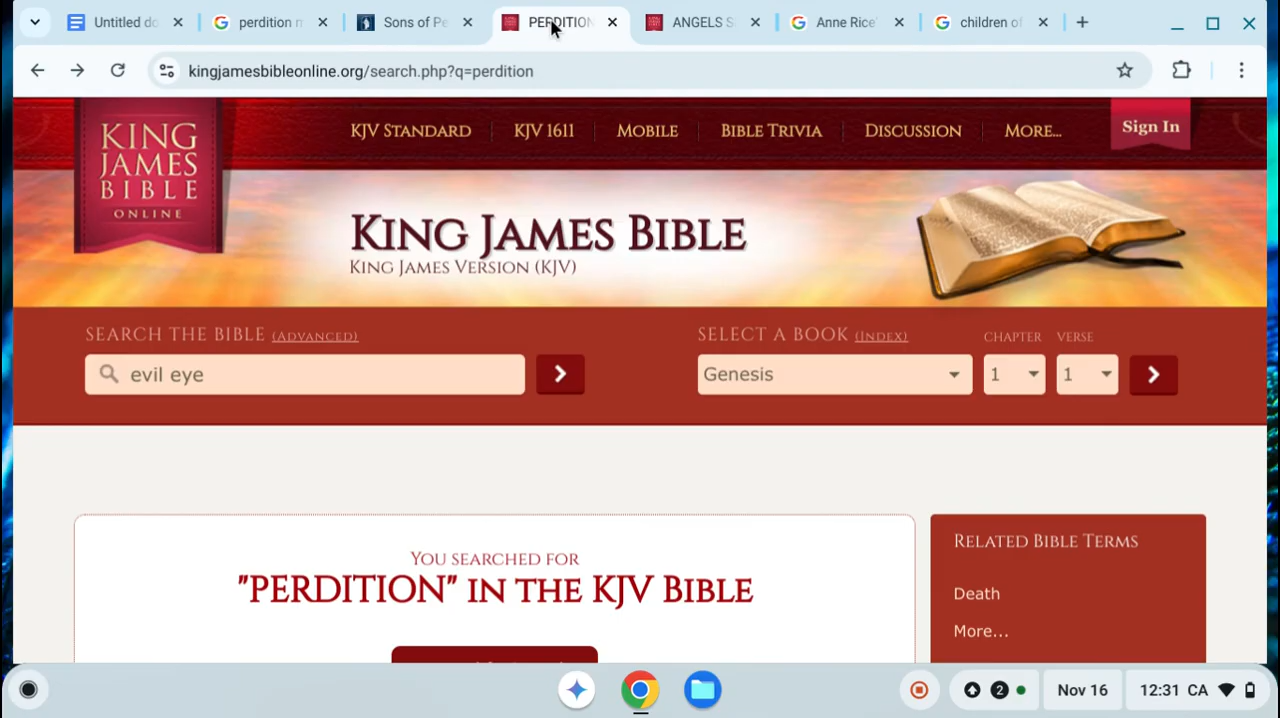 Untitled do
perdition m
Sons of Pe
PERDITION
ANGELS S
Anne Rice'
children of
kingjamesbibleonline.org/search.php?q=perdition
KING
JAMES
BIBLE
ONLINE
KJV STANDARD
KJV 1611
MOBILE
BIBLE TRIVIA
DISCUSSION
MORE...
Sign In
KING JAMES BIBLE
KING JAMES VERSION (KJV)
SEARCH THE BIBLE (ADVANCED)
SELECT A BOOK (INDEX)
CHAPTER
VERSE
evil eye
Genesis
1
1
YOU SEARCHED FOR
"PERDITION" IN THE KJV BIBLE
RELATED BIBLE TERMS
Death
More...
2
Nov 16
12:31 CA